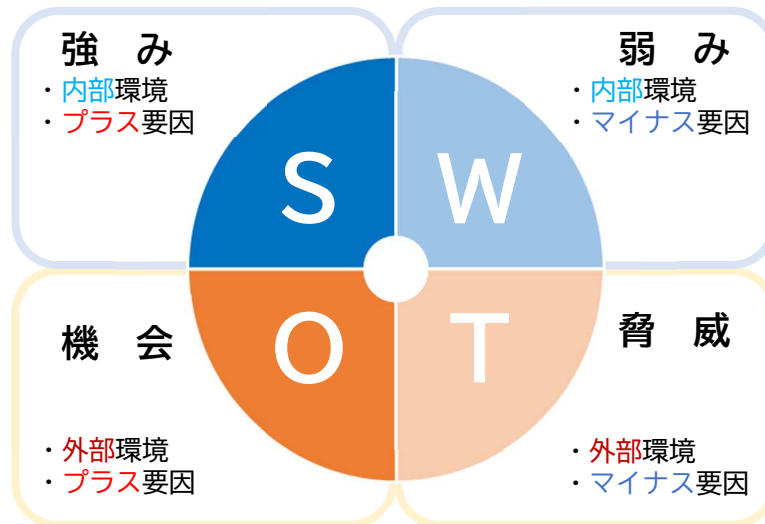 強　み
・内部環境
・プラス要因
弱　み
・内部環境
・マイナス要因
S
W
O
T
機　会
・外部環境
・プラス要因
脅　威
・外部環境
・マイナス要因